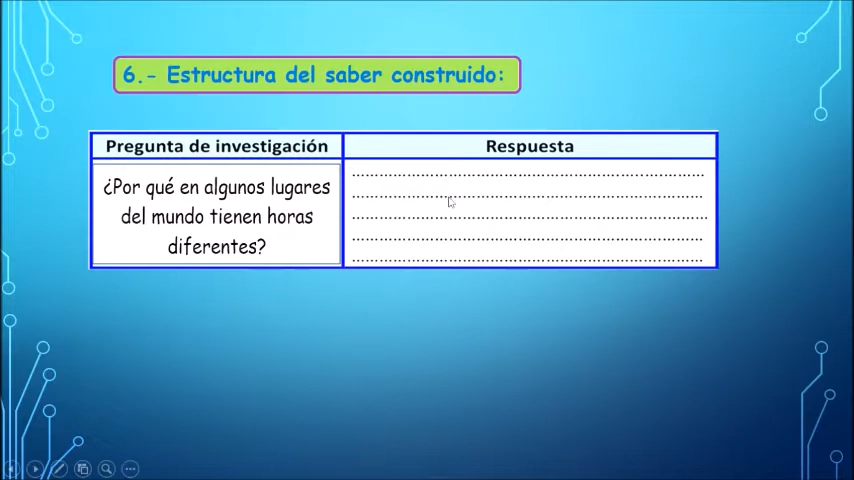 6.- Estructura del saber construido:
Pregunta de investigación
Respuesta
¿Por qué en algunos lugares
del mundo tienen horas
diferentes?